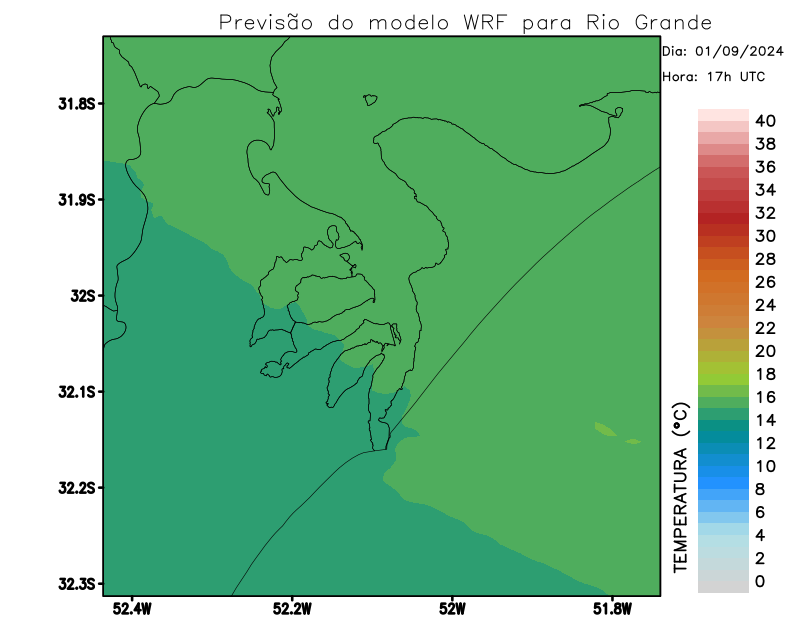 Previsão do modelo WRF para Rio Grande
Dia: 01/09/2024
Hora: 17h UTC
31.8S
31.9S
32S
32.1S
32.2S
32.3S
52.4W
52.2W
52W
51.8W
TEMPERATURA (ºC)
40
38
36
34
32
30
28
26
24
22
20
18
16
14
12
10
8
6
4
2
0